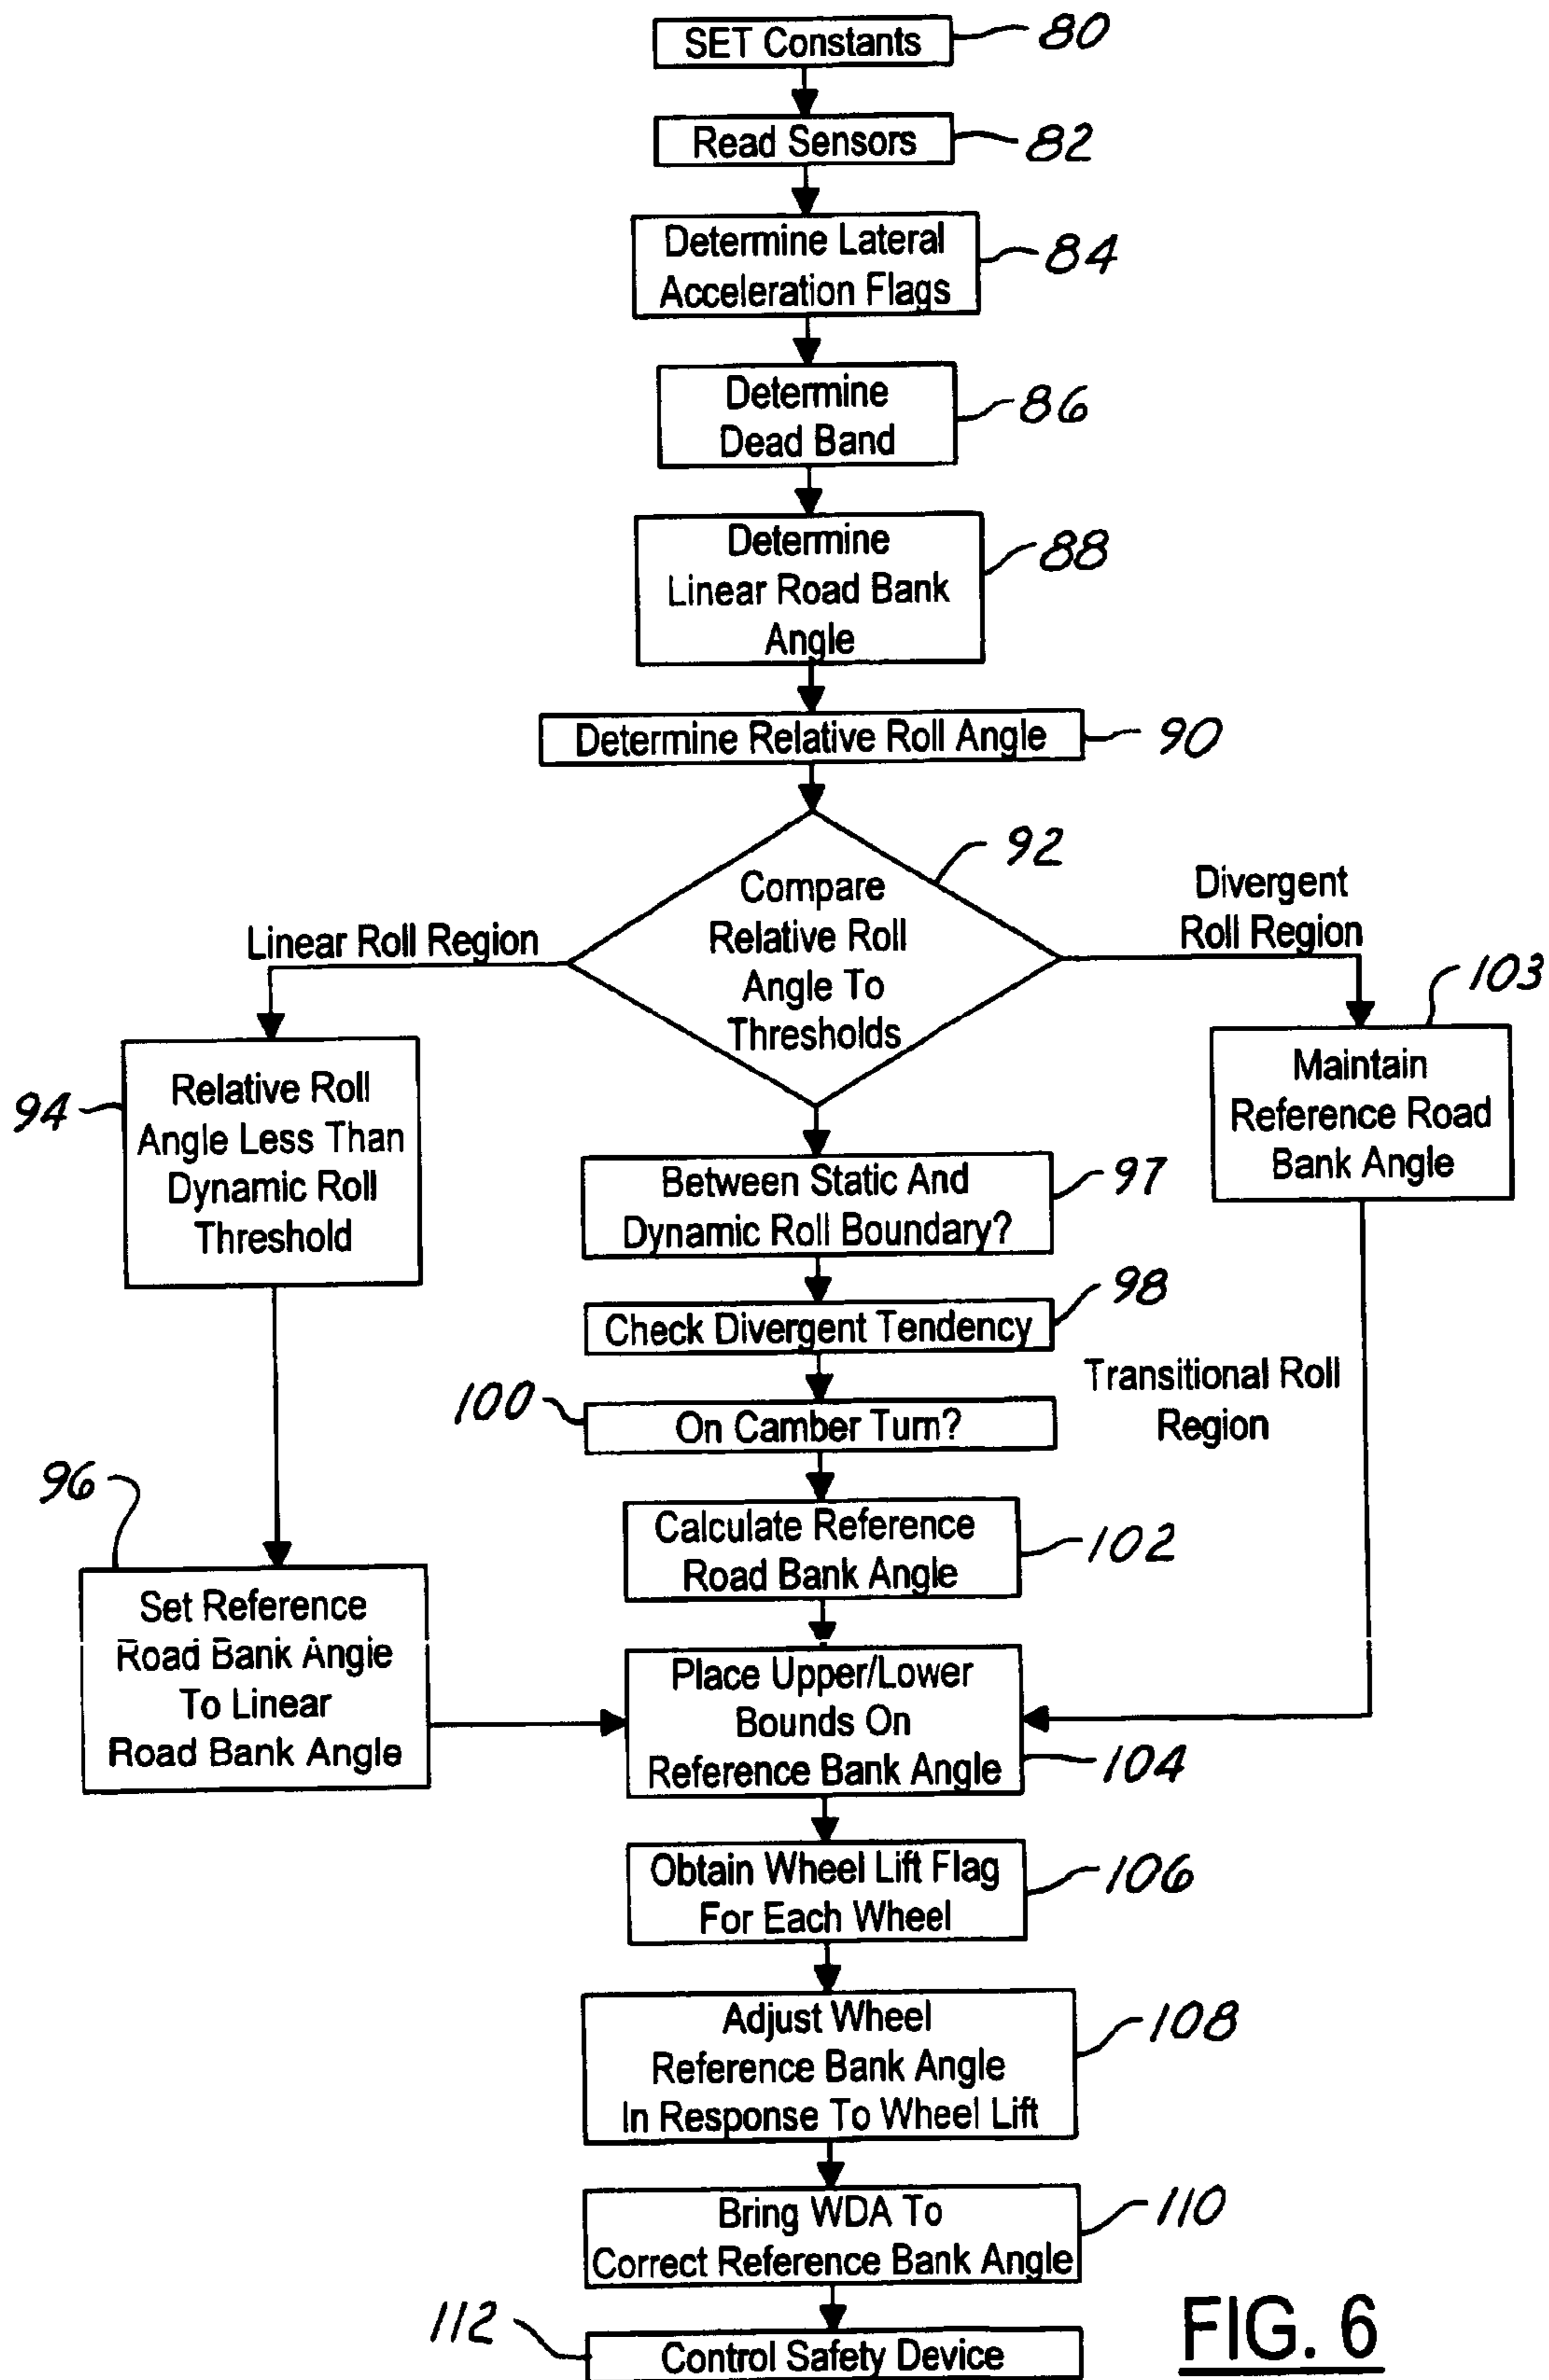 SET Constants
80
Read Sensors
82
Determine Lateral
Acceleration Flags
84
Determine
Dead Band
86
Determine
Linear Road Bank
Angle
88
Determine Relative Roll Angle
90
Compare
Relative Roll
Angle To
Thresholds
92
Linear Roll Region
Divergent
Roll Region
103
94
Relative Roll
Angle Less Than
Dynamic Roll
Threshold
Maintain
Reference Road
Bank Angle
Between Static And
Dynamic Roll Boundary?
97
Check Divergent Tendency
98
Transitional Roll
Region
100
On Camber Turn?
96
Set Reference
Road Bank Angle
To Linear
Road Bank Angle
Calculate Reference
Road Bank Angle
102
Place Upper/Lower
Bounds On
Reference Bank Angle
104
Obtain Wheel Lift Flag
For Each Wheel
106
Adjust Wheel
Reference Bank Angle
In Response To Wheel Lift
108
Bring WDA To
Correct Reference Bank Angle
110
112
Control Safety Device
FIG. 6